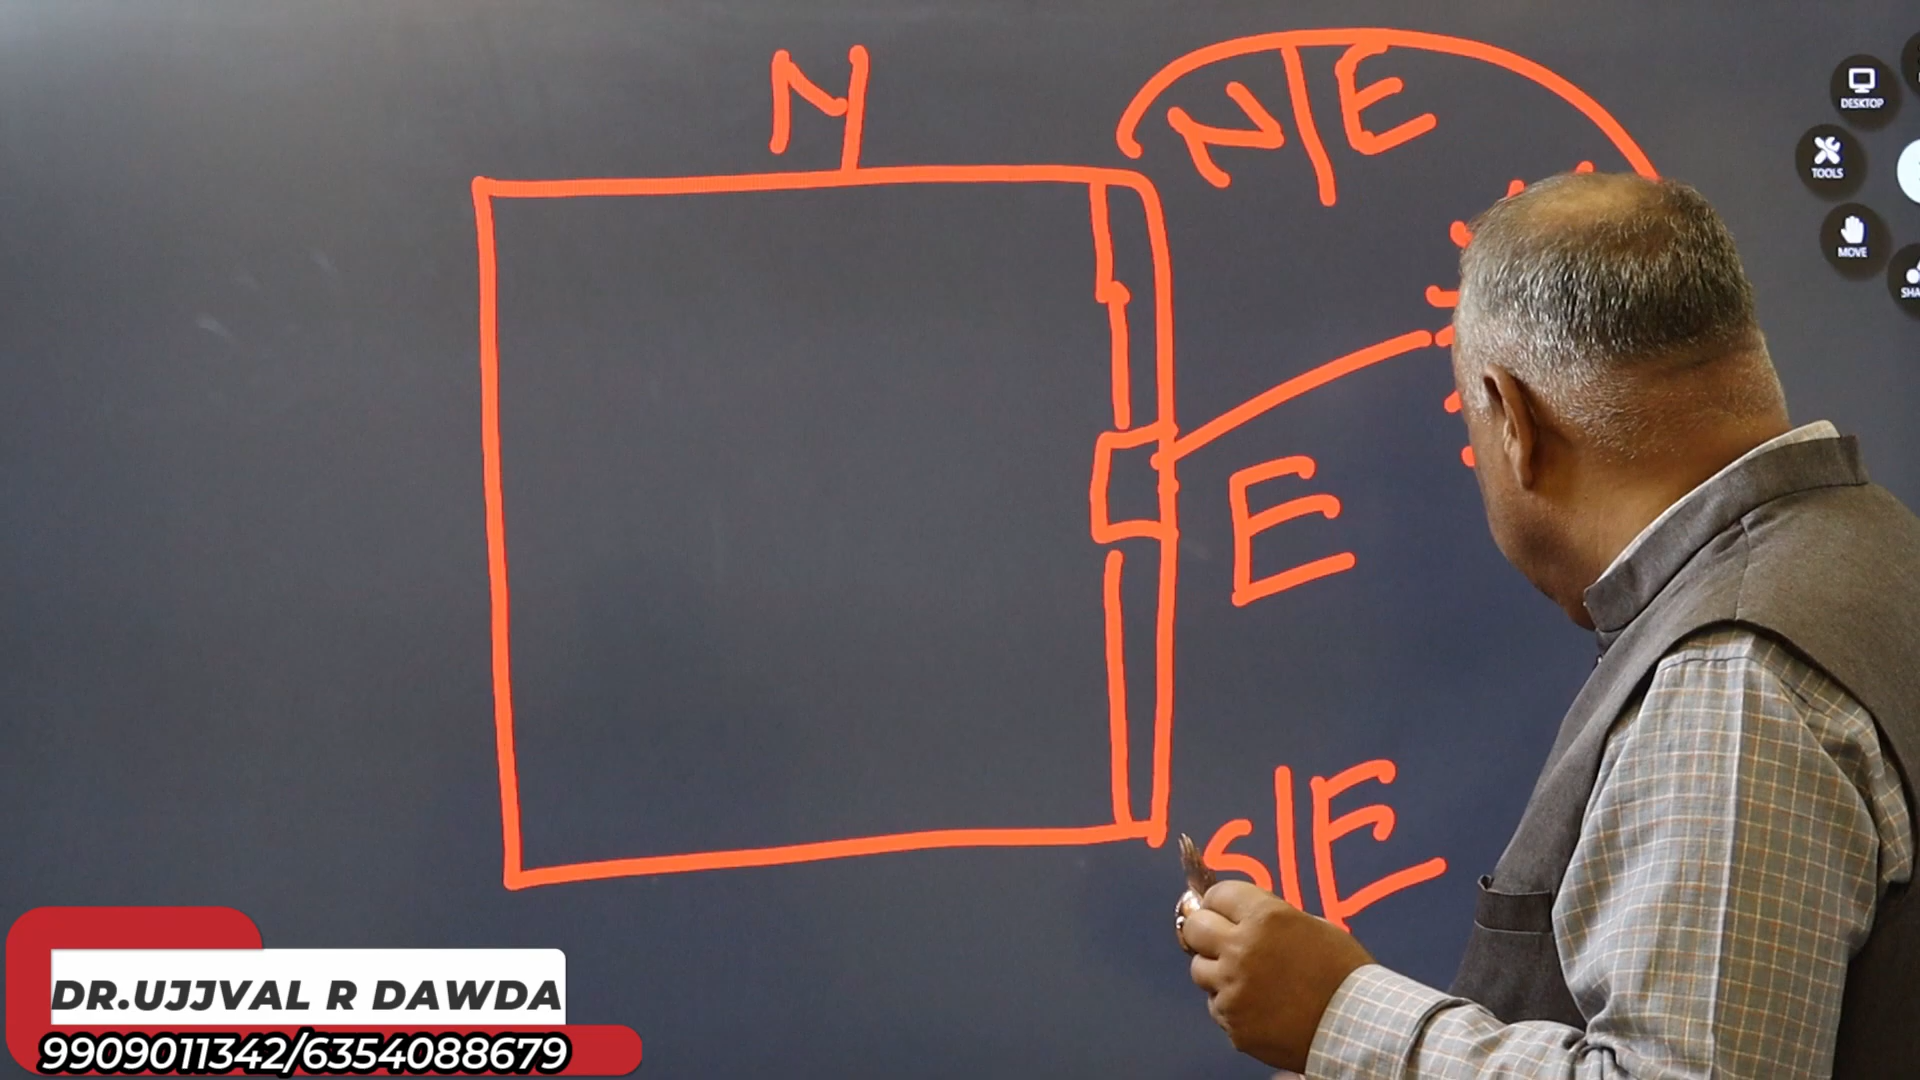 N
N/E
DESKTOP
TOOLS
MOVE
E
S/E
DR.UJJVAL R DAWDA
9909011342/6354088679